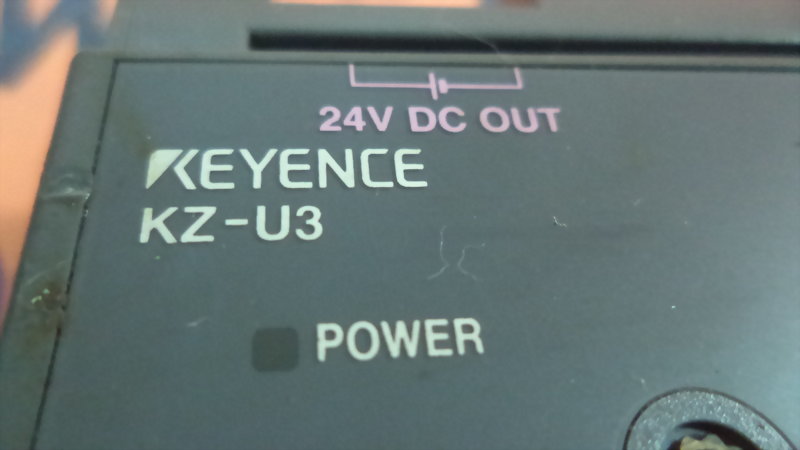 24V DC OUT
KEYENCE
KZ-U3
POWER